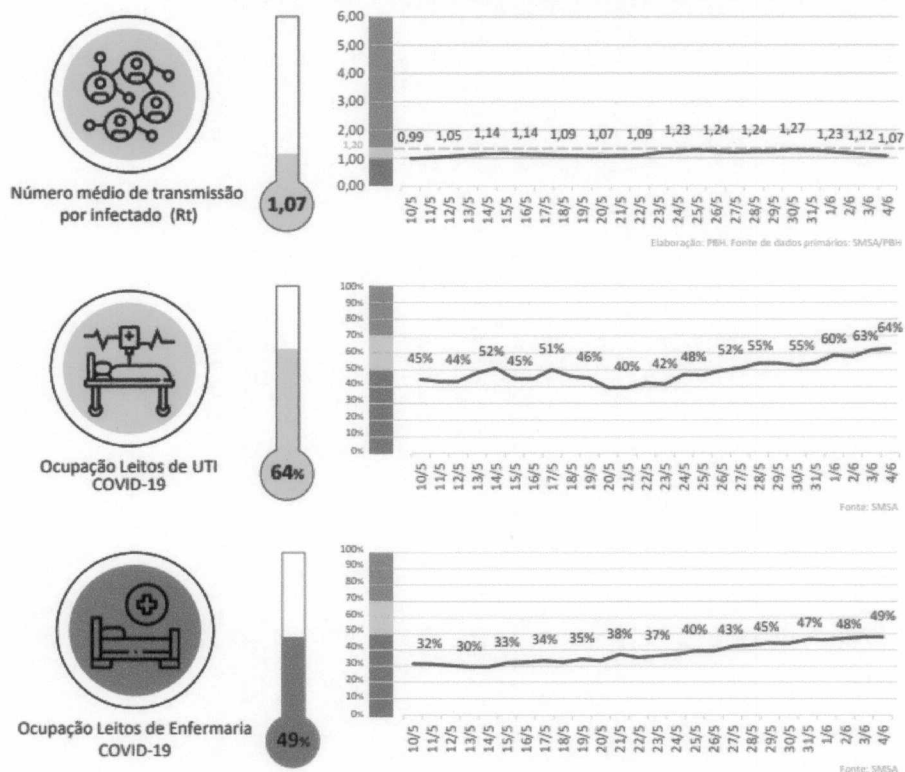 Número médio de transmissão
por infectado (Rt)
1,07
6,00
5,00
4,00
3,00
2,00
1,20
1,00
0,00
0,99 1,05 1,14 1,14 1,09 1,07 1,09 1,23 1,24 1,24 1,27 1,23 1,12 1,07
10/5 11/5 12/5 13/5 14/5 15/5 16/5 17/5 18/5 19/5 20/5 21/5 22/5 23/5 24/5 25/5 26/5 27/5 28/5 29/5 30/5 31/5 1/6 2/6 3/6 4/6
Elaboração: PBH. Fonte de dados primários: SMSA/PBH
Ocupação Leitos de UTI
COVID-19
64%
100%
90%
80%
70%
60%
50%
40%
30%
20%
10%
0%
45% 44% 52% 45% 51% 46% 40% 42% 48% 52% 55% 55% 60% 63% 64%
10/5 11/5 12/5 13/5 14/5 15/5 16/5 17/5 18/5 19/5 20/5 21/5 22/5 23/5 24/5 25/5 26/5 27/5 28/5 29/5 30/5 31/5 1/6 2/6 3/6 4/6
Fonte: SMSA
Ocupação Leitos de Enfermaria
COVID-19
49%
100%
90%
80%
70%
60%
50%
40%
30%
20%
10%
0%
32% 30% 33% 34% 35% 38% 37% 40% 43% 45% 47% 48% 49%
10/5 11/5 12/5 13/5 14/5 15/5 16/5 17/5 18/5 19/5 20/5 21/5 22/5 23/5 24/5 25/5 26/5 27/5 28/5 29/5 30/5 31/5 1/6 2/6 3/6 4/6
Fonte: SMSA